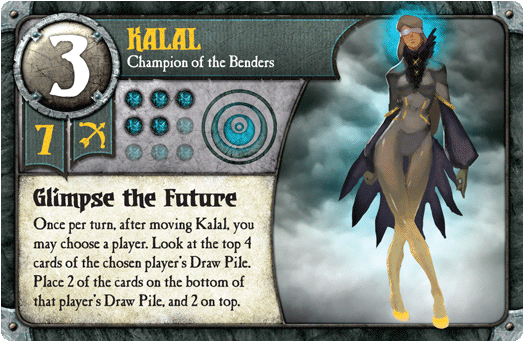 3
KALAL
Champion of the Benders
7
Glimpse the Future
Once per turn, after moving Kalal, you
may choose a player. Look at the top 4
cards of the chosen player's Draw Pile.
Place 2 of the cards on the bottom of
that player's Draw Pile, and 2 on top.